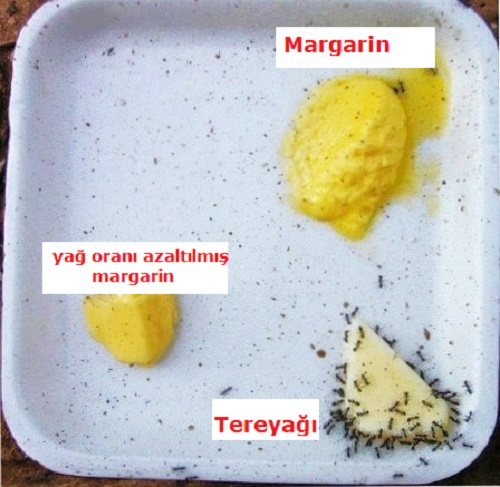 Margarin
yağ oranı azaltılmış
margarin
Tereyağı